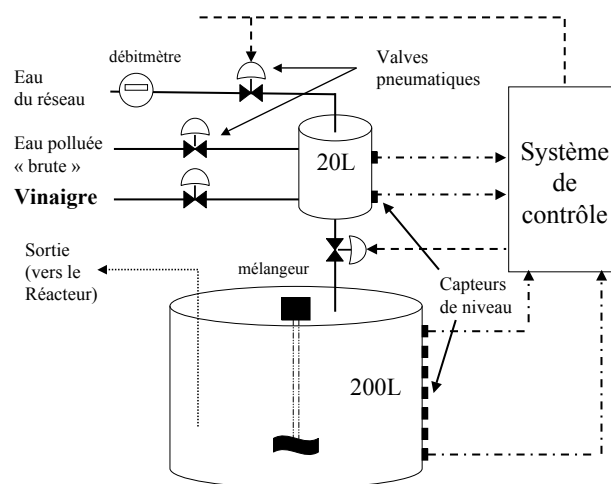 débitmètre
Eau
du réseau
Valves
pneumatiques
Eau polluée
« brute »
Vinaigre
20L
Système
de
contrôle
Sortie
(vers le
Réacteur)
mélangeur
Capteurs
de niveau
200L